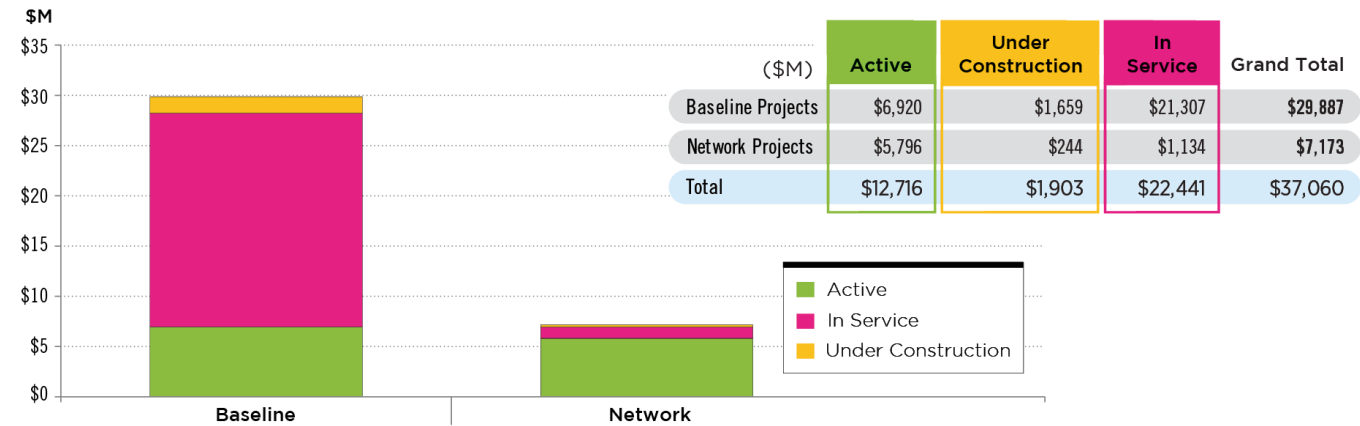 $M
$35
$30
$25
$20
$15
$10
$5
$0
Baseline
Network
($M) Active Under Construction In Service Grand Total
Baseline Projects $6,920 $1,659 $21,307 $29,887
Network Projects $5,796 $244 $1,134 $7,173
Total $12,716 $1,903 $22,441 $37,060
Active
In Service
Under Construction